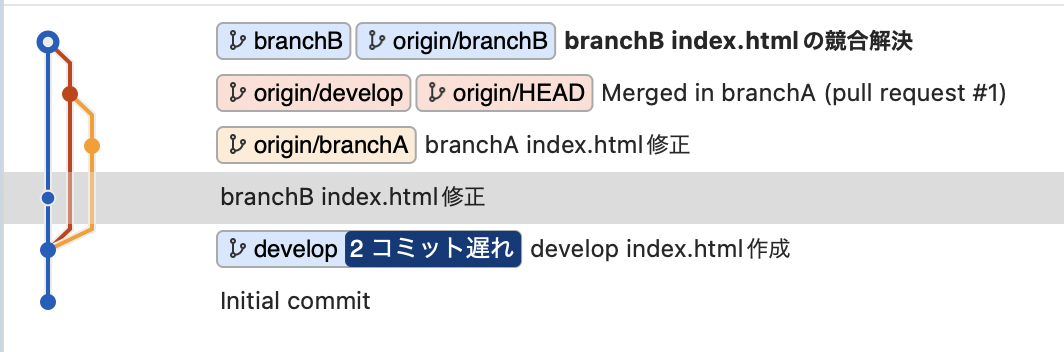 branchB origin/branchB branchB index.htmlの競合解決
origin/develop origin/HEAD Merged in branchA (pull request #1)
origin/branchA branchA index.html修正
branchB index.html修正
develop 2 コミット遅れ develop index.html作成
Initial commit